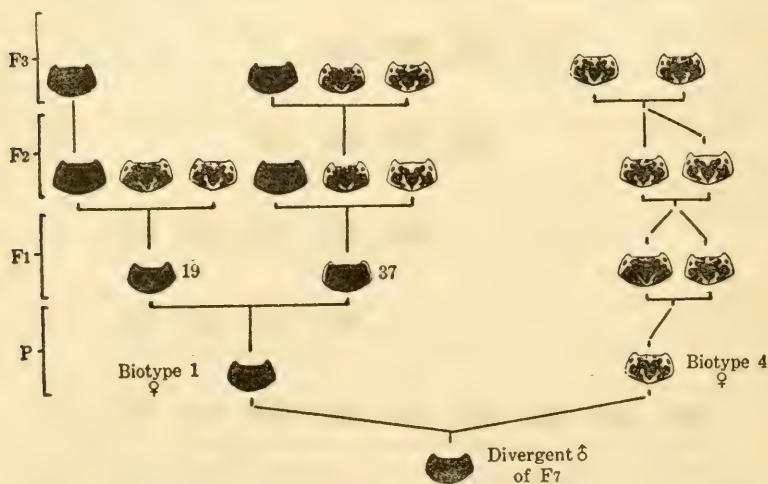 F3
F2
F1
19
37
P
Biotype 1
♀
Biotype 4
♀
Divergent ♂
of F7